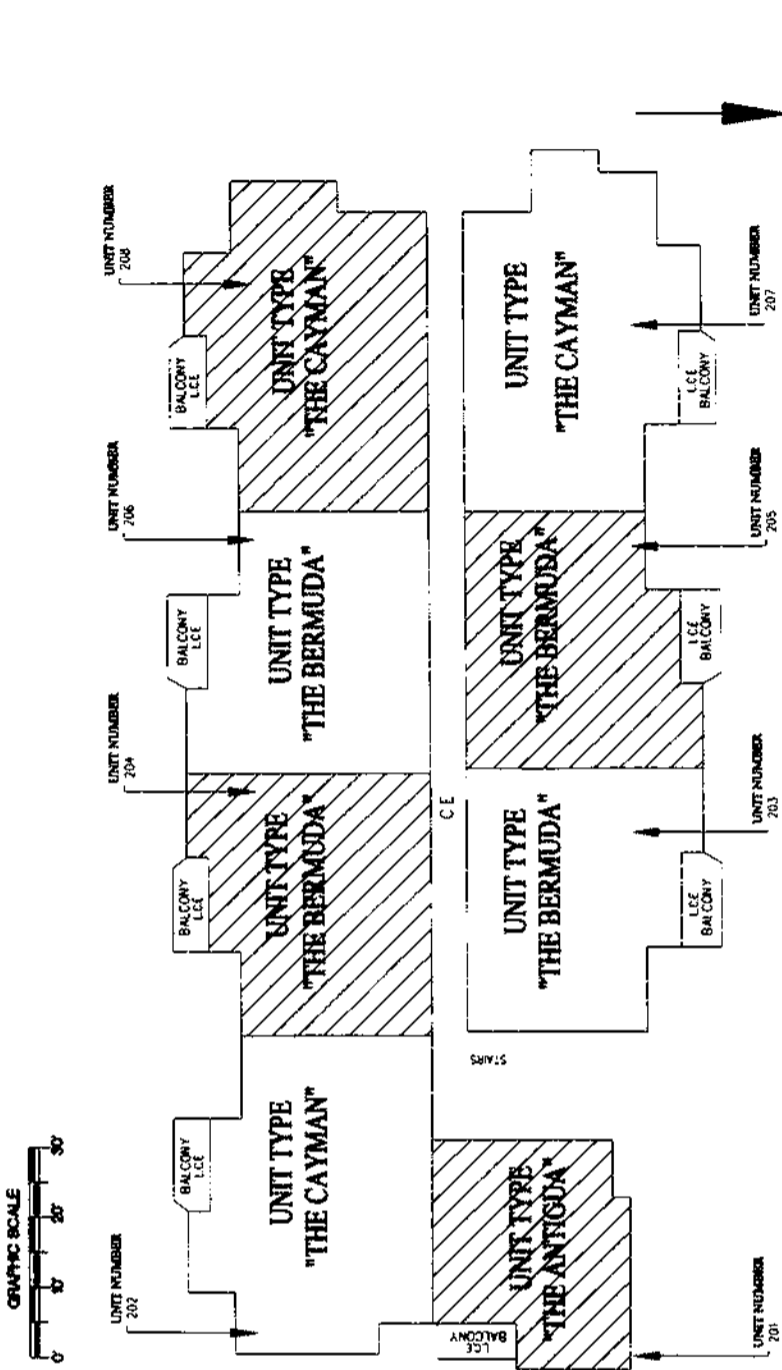 GRAPHIC SCALE
0' 10' 20' 30'
UNIT NUMBER
202
UNIT NUMBER
204
UNIT NUMBER
206
UNIT NUMBER
208
BALCONY
L.C.E
BALCONY
L.C.E
BALCONY
L.C.E
BALCONY
L.C.E
UNIT TYPE
"THE CAYMAN"
UNIT TYPE
"THE BERMUDA"
UNIT TYPE
"THE BERMUDA"
UNIT TYPE
"THE CAYMAN"
C E
STAIRS
L.C.E
BALCONY
UNIT TYPE
"THE ANTIGUA"
UNIT TYPE
"THE BERMUDA"
UNIT TYPE
"THE BERMUDA"
UNIT TYPE
"THE CAYMAN"
L.C.E
BALCONY
L.C.E
BALCONY
L.C.E
BALCONY
UNIT NUMBER
201
UNIT NUMBER
203
UNIT NUMBER
205
UNIT NUMBER
207